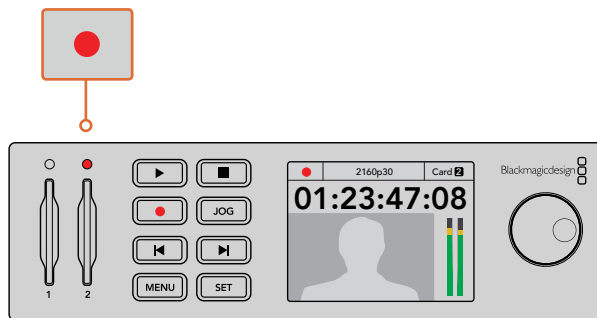 2160p30
Card 2
01:23:47:08
Blackmagicdesign
JOG
MENU
SET
1
2